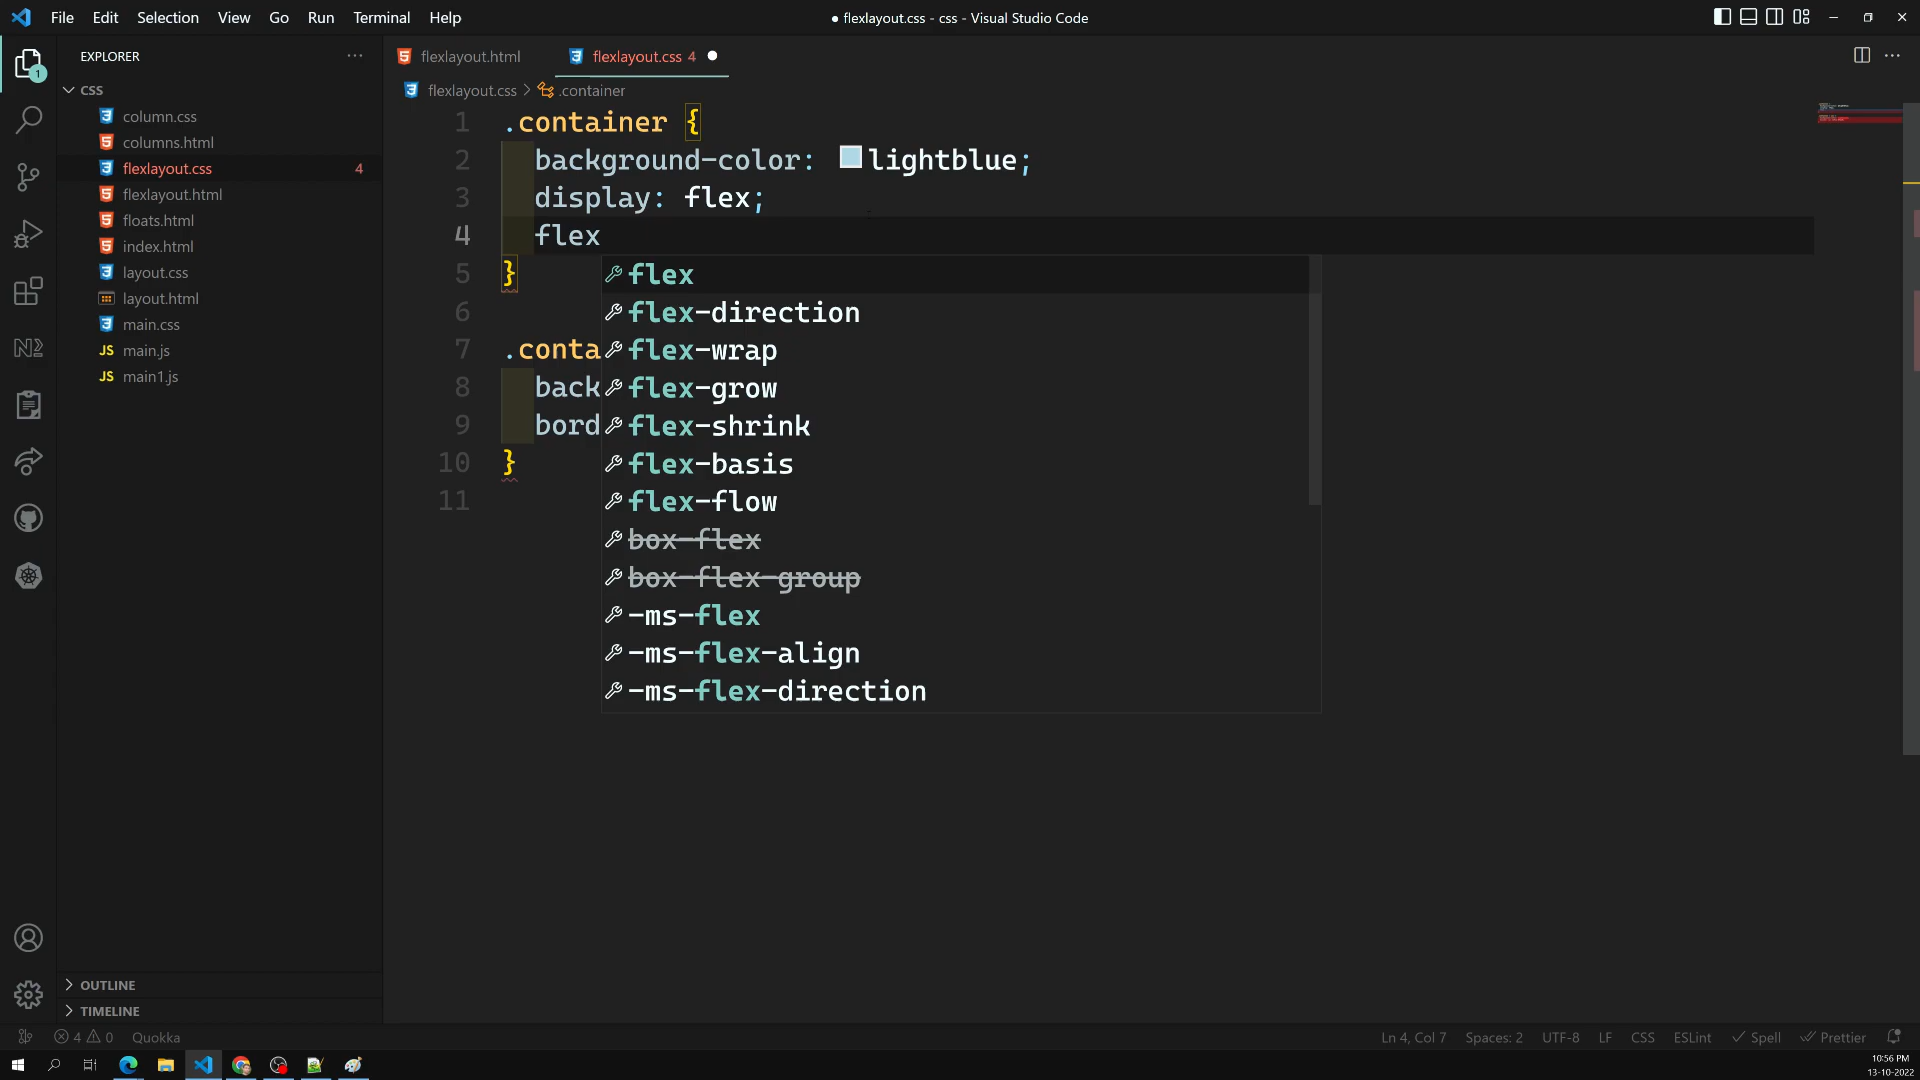 File Edit Selection View Go Run Terminal Help
● flexlayout.css - css - Visual Studio Code
EXPLORER
CSS
column.css
columns.html
flexlayout.css 4
flexlayout.html
floats.html
index.html
layout.css
layout.html
main.css
JS main.js
JS main1.js
OUTLINE
TIMELINE
flexlayout.html
flexlayout.css 4
flexlayout.css > .container
1 .container {
2 background-color: lightblue;
3 display: flex;
4 flex
5 }
6
7 .conta
8 back
9 bord
10 }
11
flex
flex-direction
flex-wrap
flex-grow
flex-shrink
flex-basis
flex-flow
box-flex
box-flex-group
-ms-flex
-ms-flex-align
-ms-flex-direction
4 0 Quokka
Ln 4, Col 7 Spaces: 2 UTF-8 LF CSS ESLint Spell Prettier
10:56 PM
13-10-2022